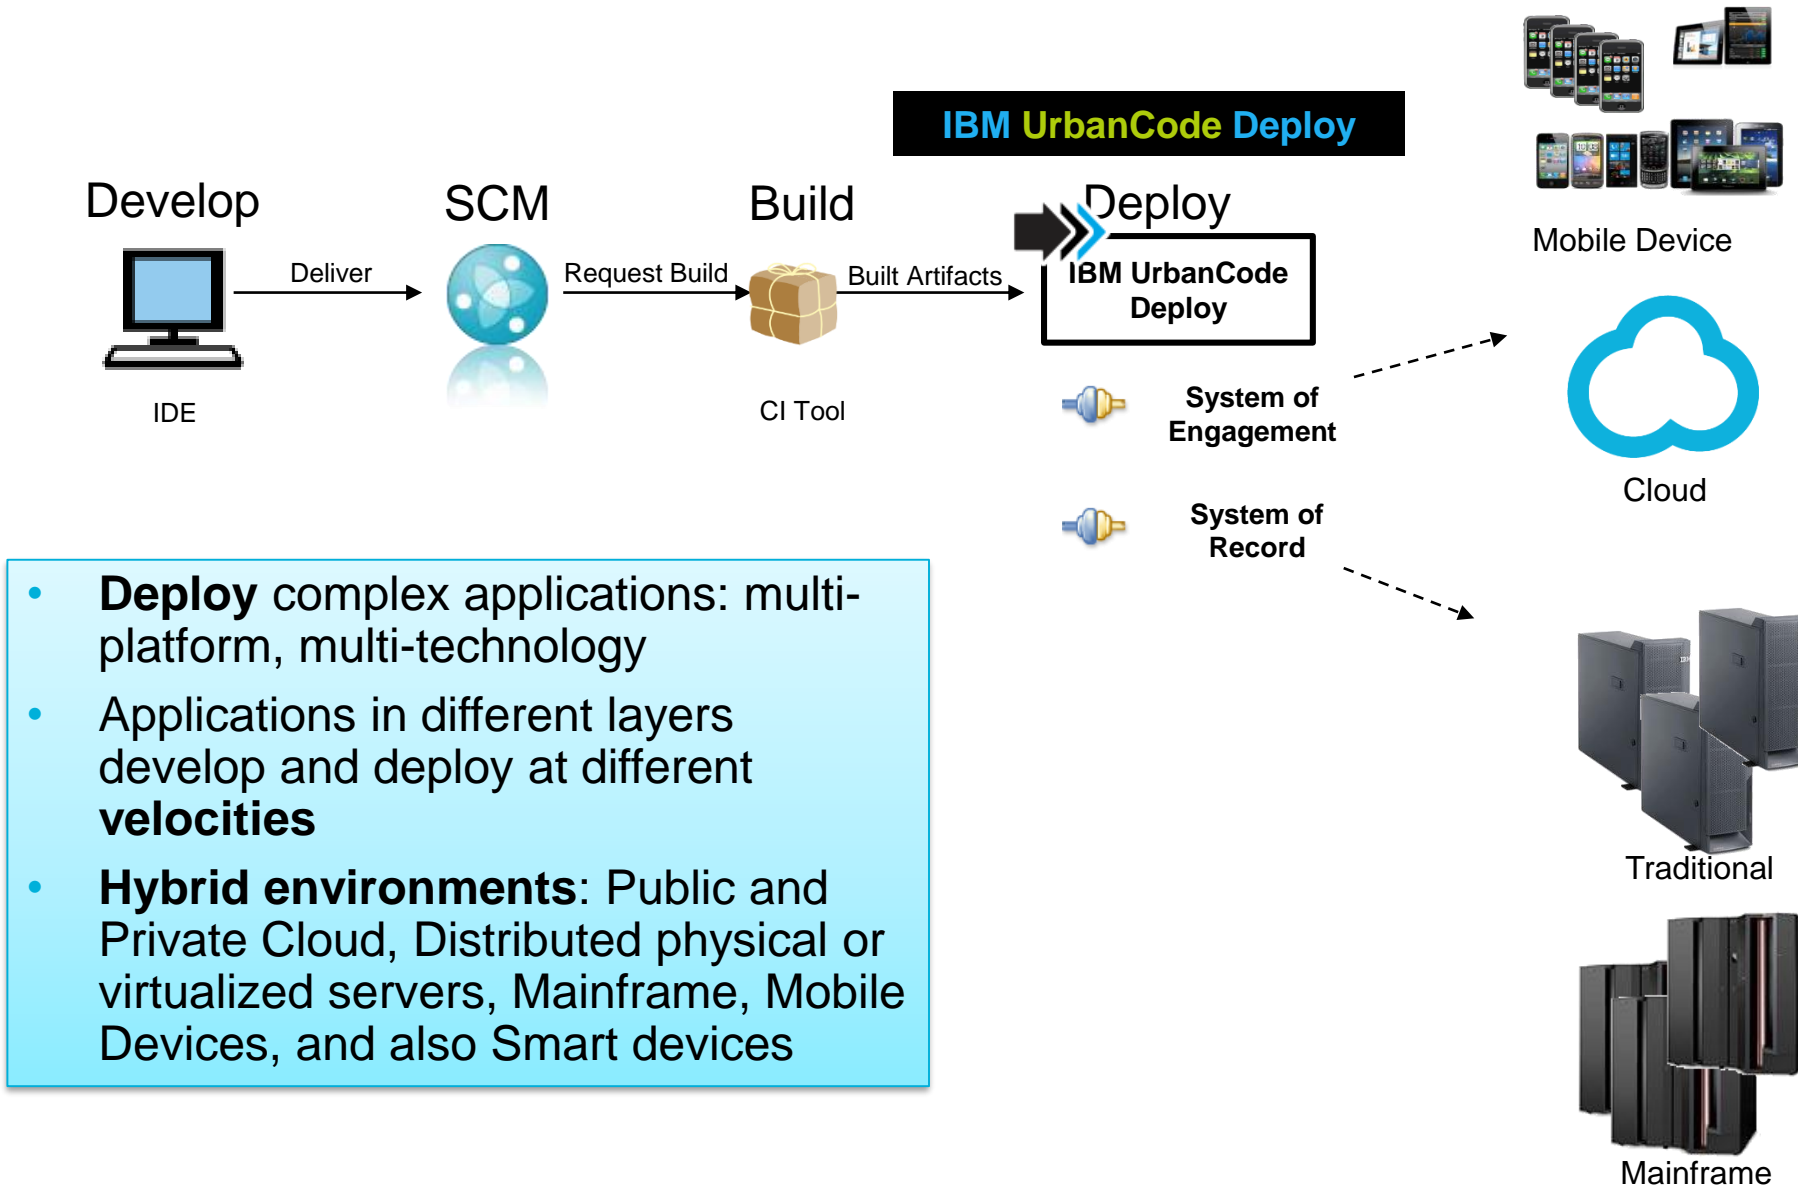 IBM UrbanCode Deploy
Develop
SCM
Build
Deploy
Mobile Device
Deliver
Request Build
Built Artifacts
IBM UrbanCode
Deploy
IDE
CI Tool
System of
Engagement
Cloud
System of
Record
• Deploy complex applications: multi-
platform, multi-technology
• Applications in different layers
develop and deploy at different
velocities
• Hybrid environments: Public and
Private Cloud, Distributed physical or
virtualized servers, Mainframe, Mobile
Devices, and also Smart devices
Traditional
Mainframe